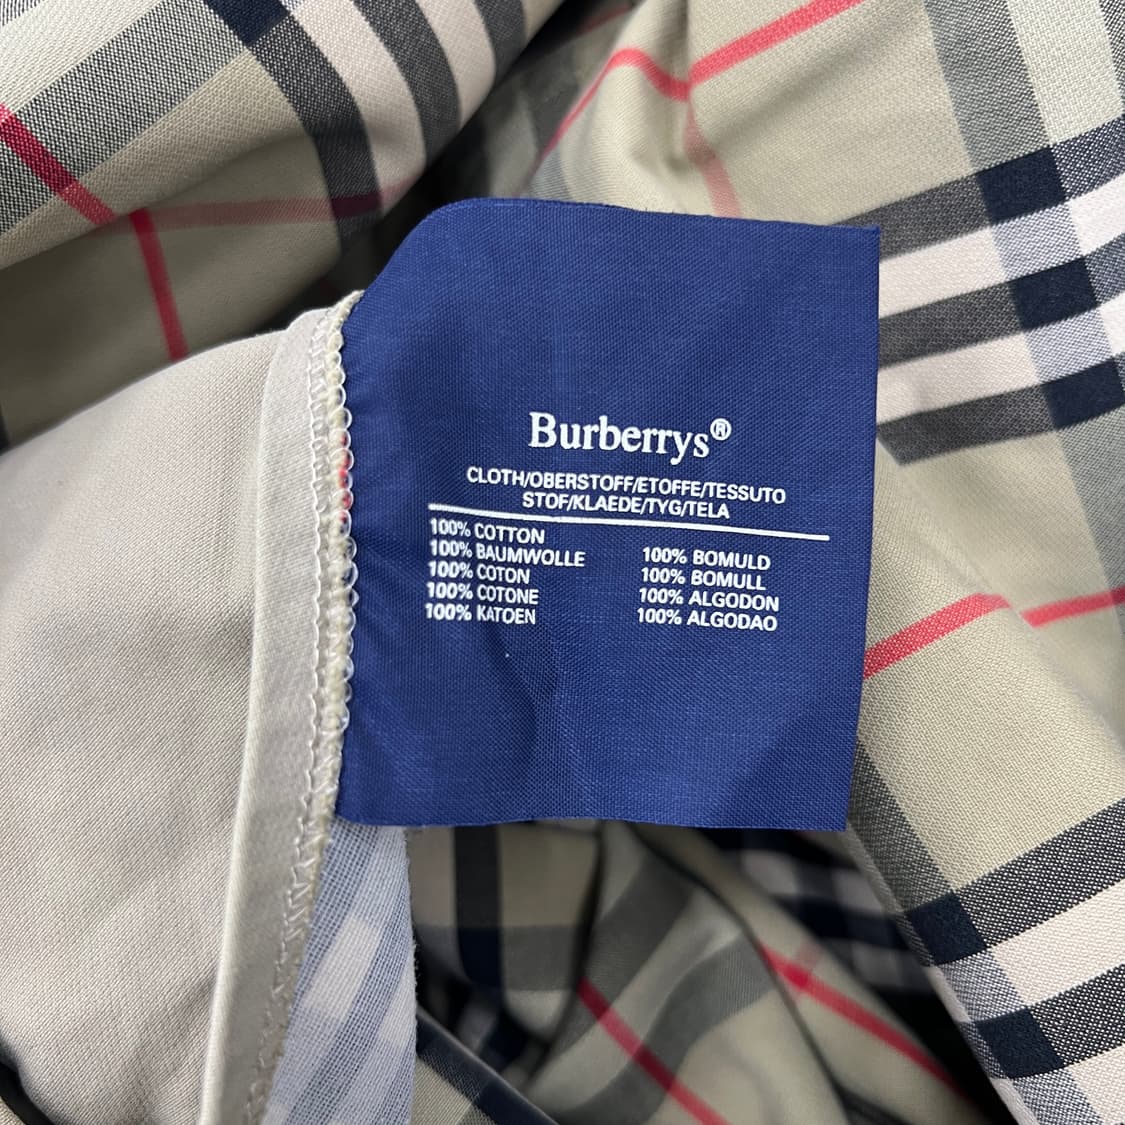 Burberrys®
CLOTH/OBERSTOFF/ETOFFE/TESSUTO
STOF/KLAEDE/TYG/TELA
100% COTTON
100% BAUMWOLLE
100% COTON
100% COTONE
100% KATOEN
100% BOMULD
100% BOMULL
100% ALGODON
100% ALGODAO